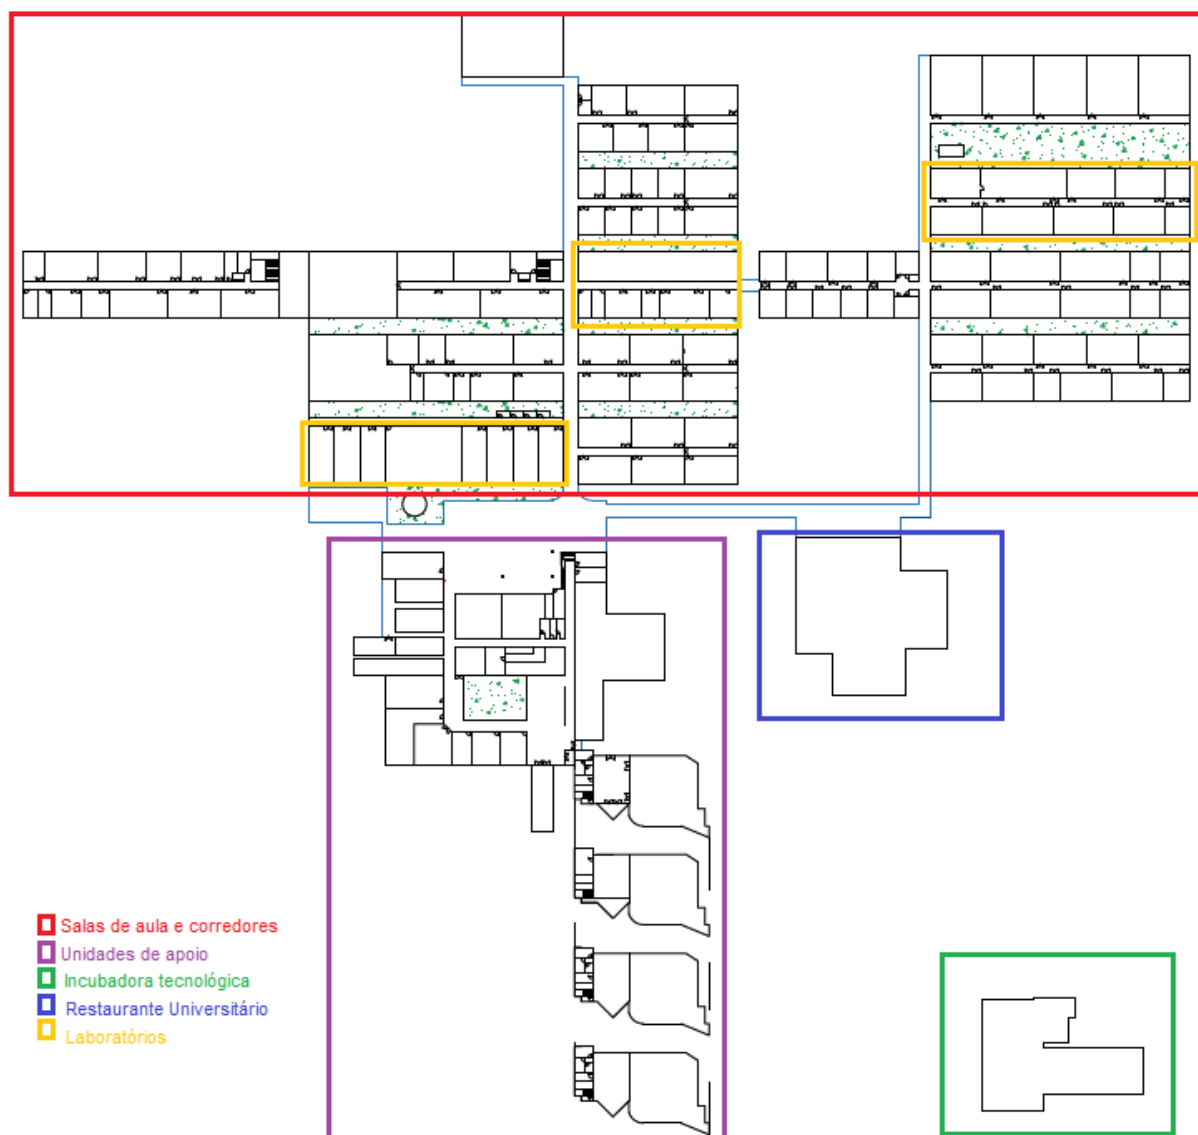 Salas de aula e corredores
Unidades de apoio
Incubadora tecnológica
Restaurante Universitário
Laboratórios